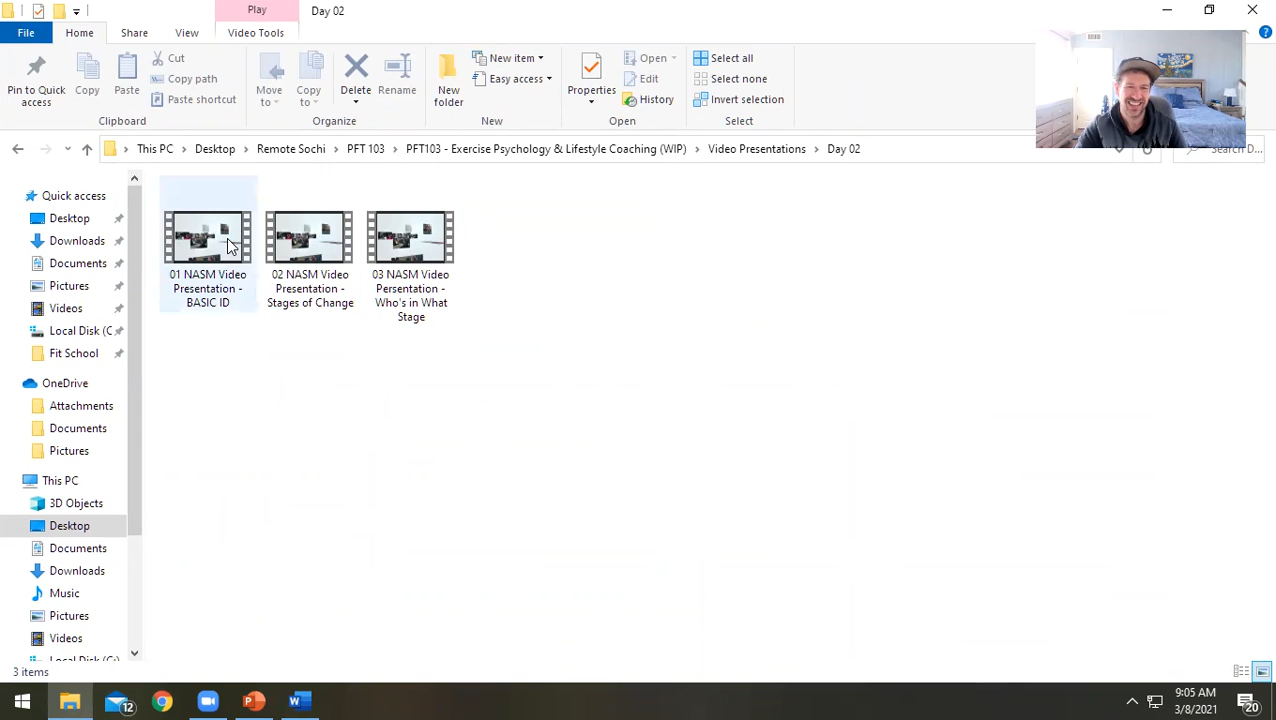 Play
Day 02
File
Home
Share
View
Video Tools
Pin to Quick access
Copy
Paste
Cut
Copy path
Paste shortcut
Clipboard
Move to
Copy to
Delete
Rename
Organize
New folder
New item
Easy access
New
Properties
Open
Edit
History
Open
Select all
Select none
Invert selection
Select
This PC
Desktop
Remote Sochi
PFT 103
PFT103 - Exercise Psychology & Lifestyle Coaching (WIP)
Video Presentations
Day 02
Search D...
Quick access
Desktop
Downloads
Documents
Pictures
Videos
Local Disk (C
Fit School
OneDrive
Attachments
Documents
Pictures
This PC
3D Objects
Desktop
Documents
Downloads
Music
Pictures
Videos
Local Disk (C:)
01 NASM Video
Presentation -
BASIC ID
02 NASM Video
Presentation -
Stages of Change
03 NASM Video
Persentation -
Who's in What
Stage
3 items
12
9:05 AM
3/8/2021
20